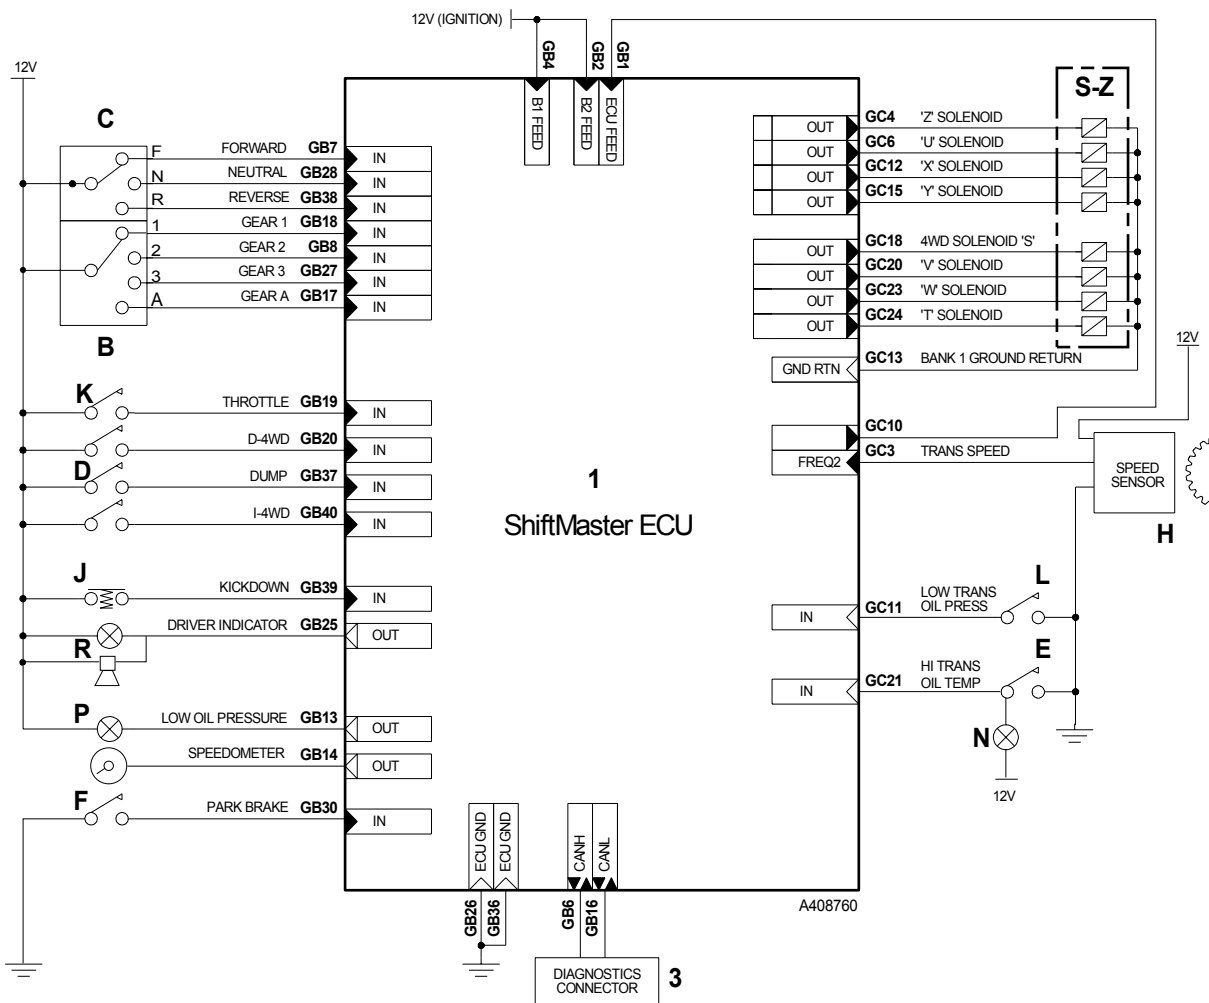 12V (IGNITION)
GB4
GB2
GB1
B1 FEED
B2 FEED
ECU FEED
12V
C
F FORWARD GB7 IN
N NEUTRAL GB28 IN
R REVERSE GB38 IN
1 GEAR 1 GB18 IN
2 GEAR 2 GB8 IN
3 GEAR 3 GB27 IN
A GEAR A GB17 IN
B
K THROTTLE GB19 IN
D-4WD GB20 IN
D DUMP GB37 IN
I-4WD GB40 IN
J KICKDOWN GB39 IN
DRIVER INDICATOR GB25 OUT
R
P LOW OIL PRESSURE GB13 OUT
SPEEDOMETER GB14 OUT
F PARK BRAKE GB30 IN
1
ShiftMaster ECU
S-Z
OUT GC4 'Z' SOLENOID
OUT GC6 'U' SOLENOID
OUT GC12 'X' SOLENOID
OUT GC15 'Y' SOLENOID
OUT GC18 4WD SOLENOID 'S'
OUT GC20 'V' SOLENOID
OUT GC23 'W' SOLENOID
OUT GC24 'T' SOLENOID
GND RTN GC13 BANK 1 GROUND RETURN
12V
GC10
FREQ2 GC3 TRANS SPEED
SPEED
SENSOR
H
IN GC11 LOW TRANS
OIL PRESS
L
IN GC21 HI TRANS
OIL TEMP
E
N
12V
ECU GND
ECU GND
CANH
CANL
GB26
GB36
GB6
GB16
A408760
DIAGNOSTICS
CONNECTOR
3